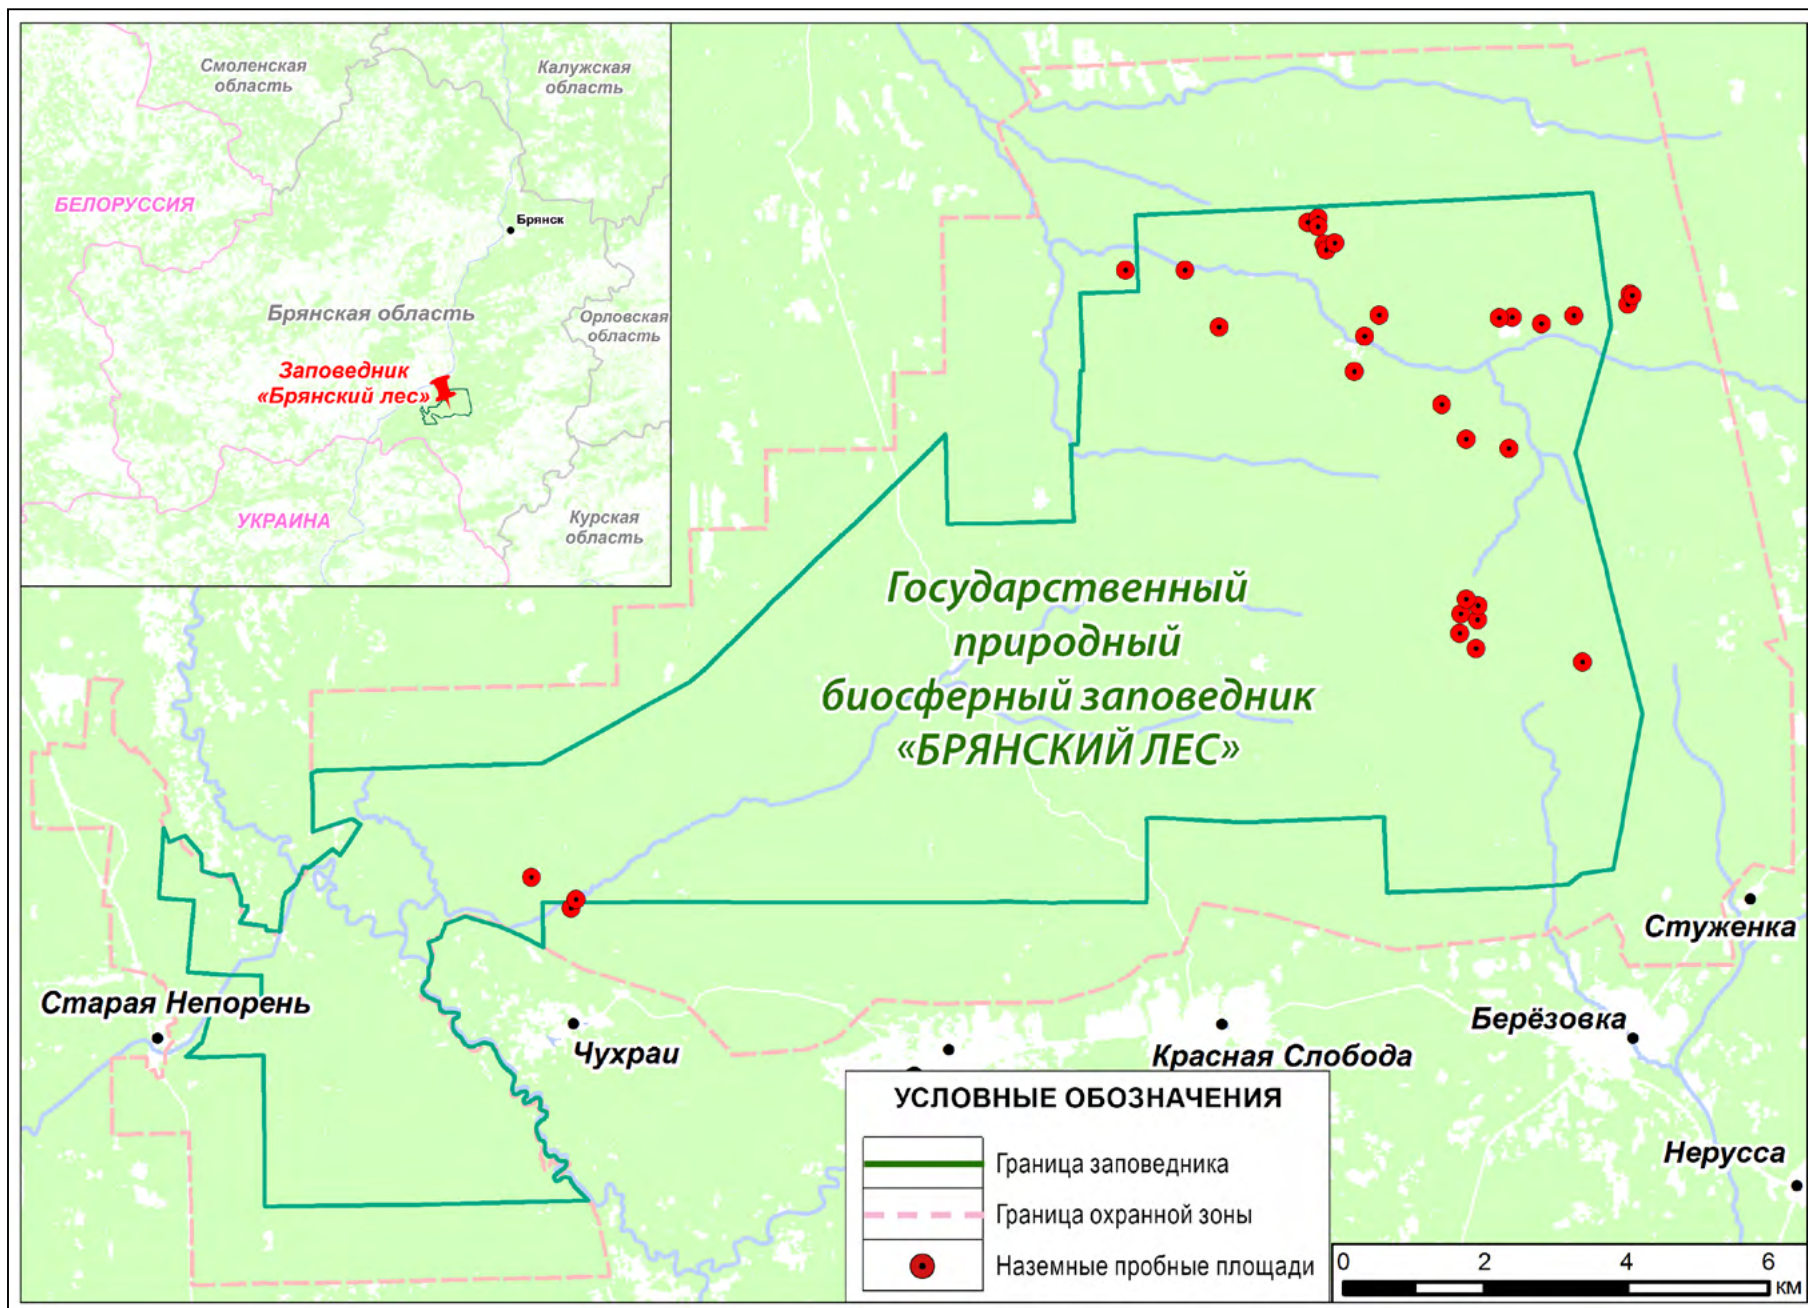 Смоленская
область
Калужская
область
БЕЛОРУССИЯ
Брянск
Брянская область
Орловская
область
Заповедник
«Брянский лес»
УКРАИНА
Курская
область
Государственный
природный
биосферный заповедник
«БРЯНСКИЙ ЛЕС»
Стуженка
Старая Непорень
Берёзовка
Чухраи
Красная Слобода
Нерусса
УСЛОВНЫЕ ОБОЗНАЧЕНИЯ
Граница заповедника
Граница охранной зоны
Наземные пробные площади
0 2 4 6
км